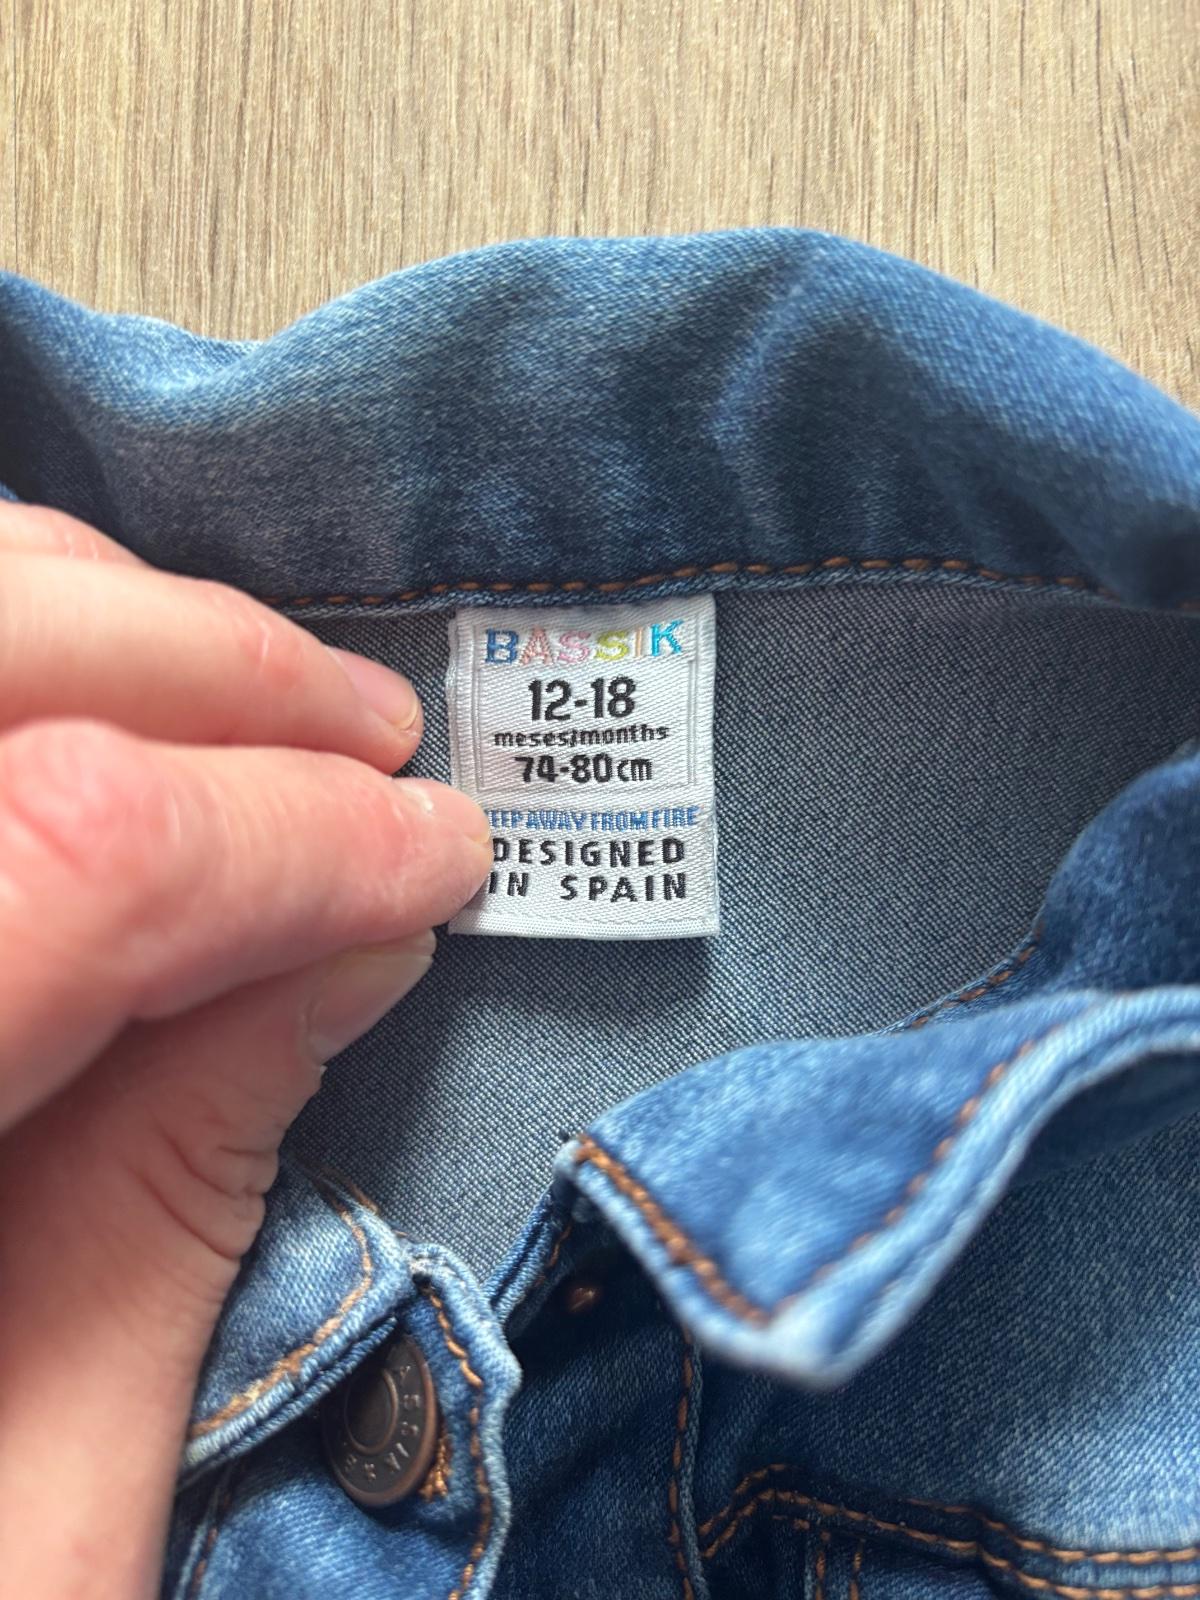 BASSIK
12-18
meses/months
74-80cm
AWAY FROM FIRE
DESIGNED
IN SPAIN